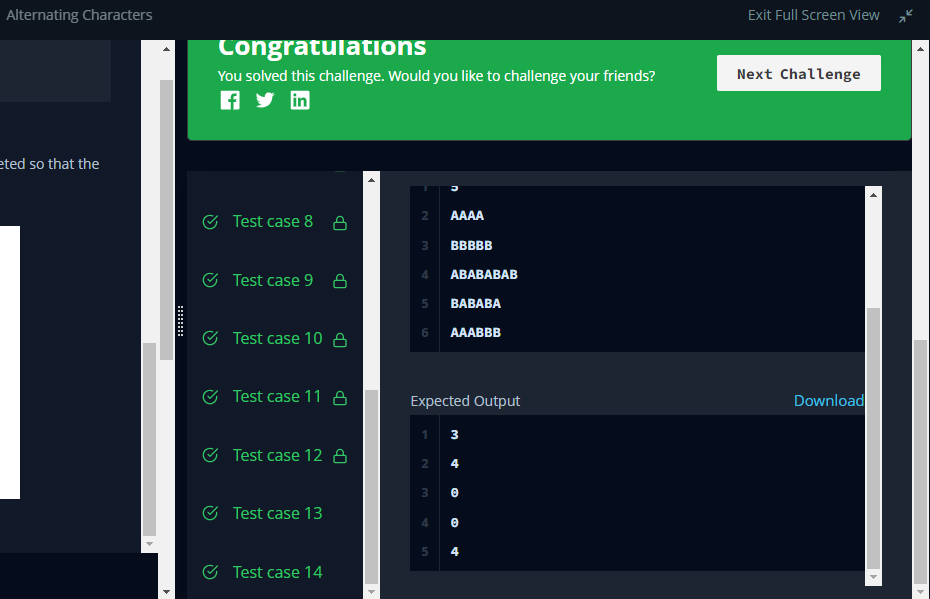 Alternating Characters
Exit Full Screen View
eted so that the
Congratulations
You solved this challenge. Would you like to challenge your friends?
Next Challenge
Test case 8
Test case 9
Test case 10
Test case 11
Test case 12
Test case 13
Test case 14
1 5
2 AAAA
3 BBBBB
4 ABABABAB
5 BABABA
6 AAABBB
Expected Output
Download
1 3
2 4
3 0
4 0
5 4